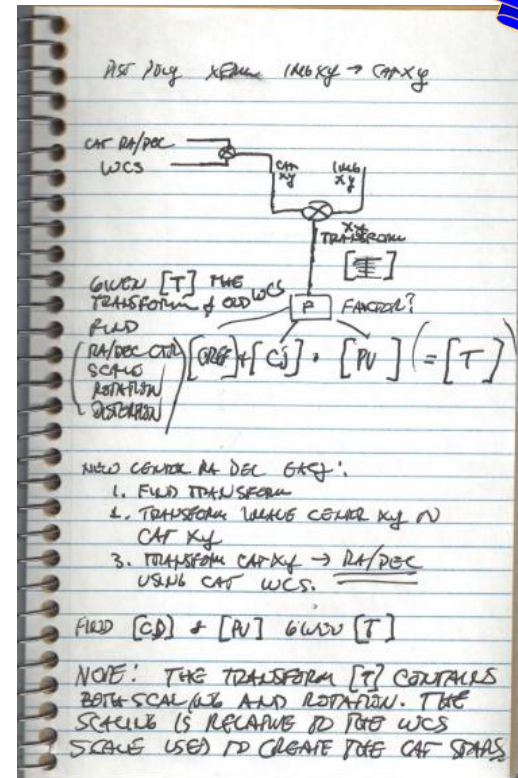 XFORM IMG XY → CAT XY
CAT RA/DEC
WCS
CAT XY
IMG XY
XY
TRANSFORM
GIVEN [T] THE
TRANSFORM & OLD WCS
P FACTOR?
FIND
RA/DEC CTR
SCALE
ROTATION
DISTORTION
[CREF] + [CD] · [PV] (= [T])
NEW CENTER RA DEC EASY:
1. FIND TRANSFORM
2. TRANSFORM IMAGE CENTER XY TO
CAT XY
3. TRANSFORM CAT XY → RA/DEC
USING CAT WCS.
FIND [CD] & [PV] GIVEN [T]
NOTE: THE TRANSFORM [T] CONTAINS
BOTH SCALING AND ROTATION. THE
SCALING IS RELATIVE TO THE WCS
SCALE USED TO CREATE THE CAT STARS